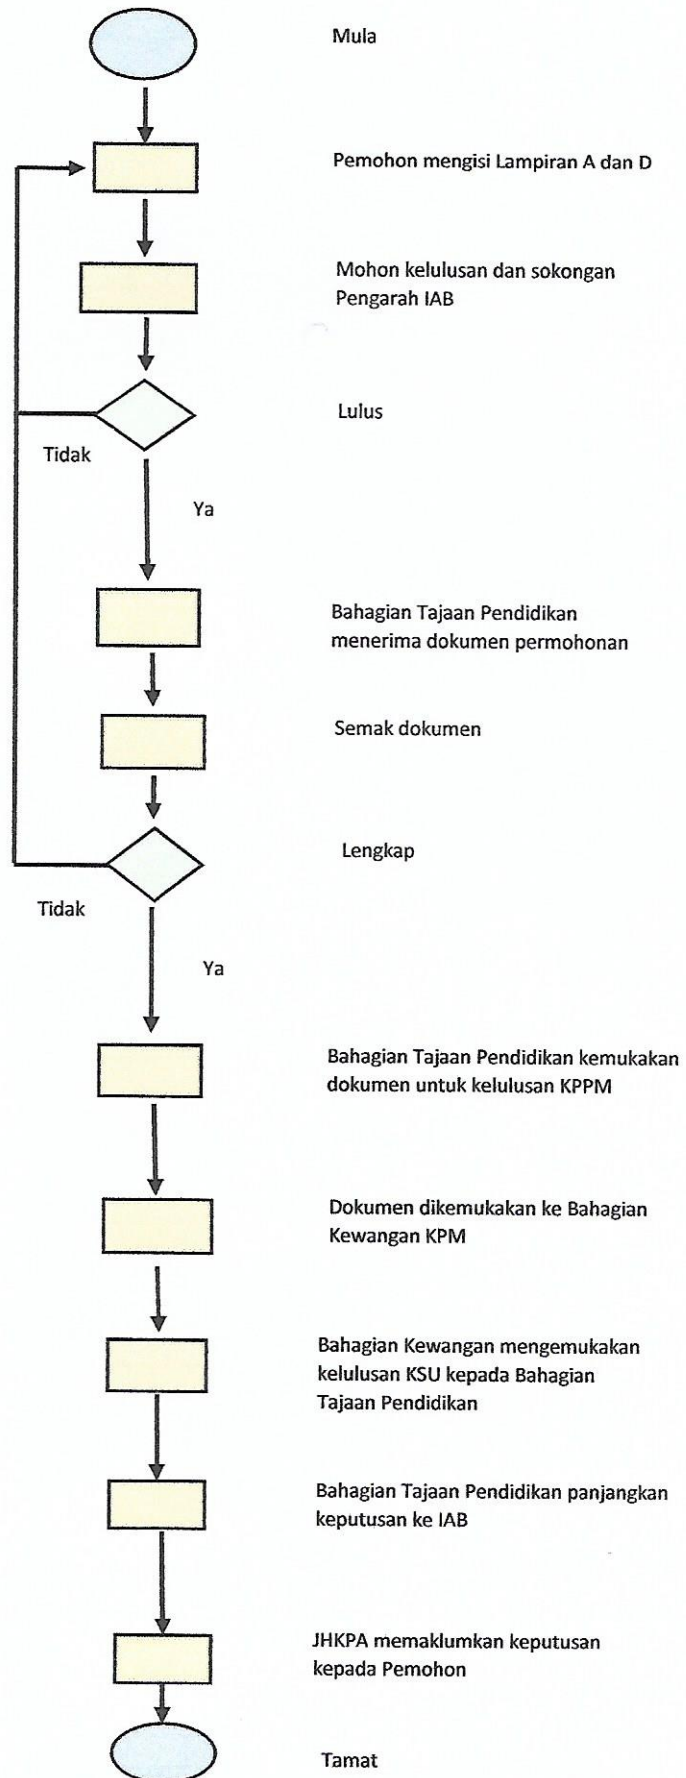 Mula
Pemohon mengisi Lampiran A dan D
Mohon kelulusan dan sokongan
Pengarah IAB
Lulus
Tidak
Ya
Bahagian Tajaan Pendidikan
menerima dokumen permohonan
Semak dokumen
Lengkap
Tidak
Ya
Bahagian Tajaan Pendidikan kemukakan
dokumen untuk kelulusan KPPM
Dokumen dikemukakan ke Bahagian
Kewangan KPM
Bahagian Kewangan mengemukakan
kelulusan KSU kepada Bahagian
Tajaan Pendidikan
Bahagian Tajaan Pendidikan panjangkan
keputusan ke IAB
JHKPA memaklumkan keputusan
kepada Pemohon
Tamat